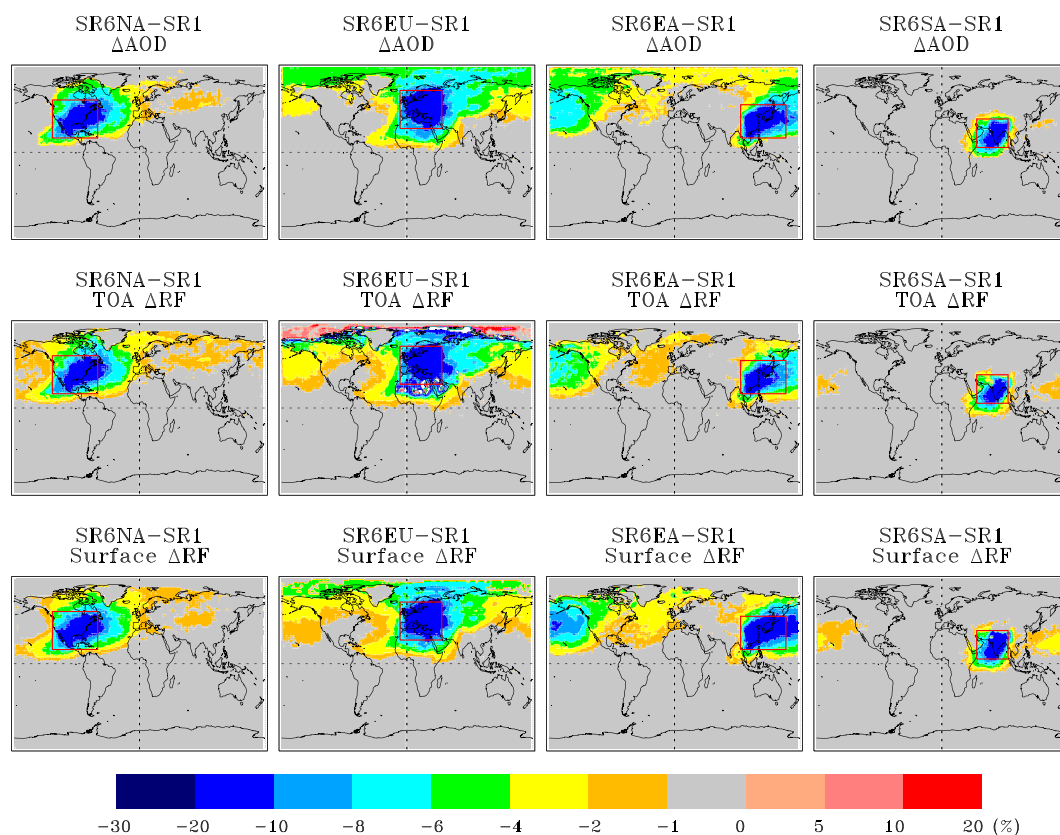 SR6NA−SR1
ΔAOD
SR6EU−SR1
ΔAOD
SR6EA−SR1
ΔAOD
SR6SA−SR1
ΔAOD
SR6NA−SR1
TOA ΔRF
SR6EU−SR1
TOA ΔRF
SR6EA−SR1
TOA ΔRF
SR6SA−SR1
TOA ΔRF
SR6NA−SR1
Surface ΔRF
SR6EU−SR1
Surface ΔRF
SR6EA−SR1
Surface ΔRF
SR6SA−SR1
Surface ΔRF
−30 −20 −10 −8 −6 −4 −2 −1 0 5 10 20 (%)